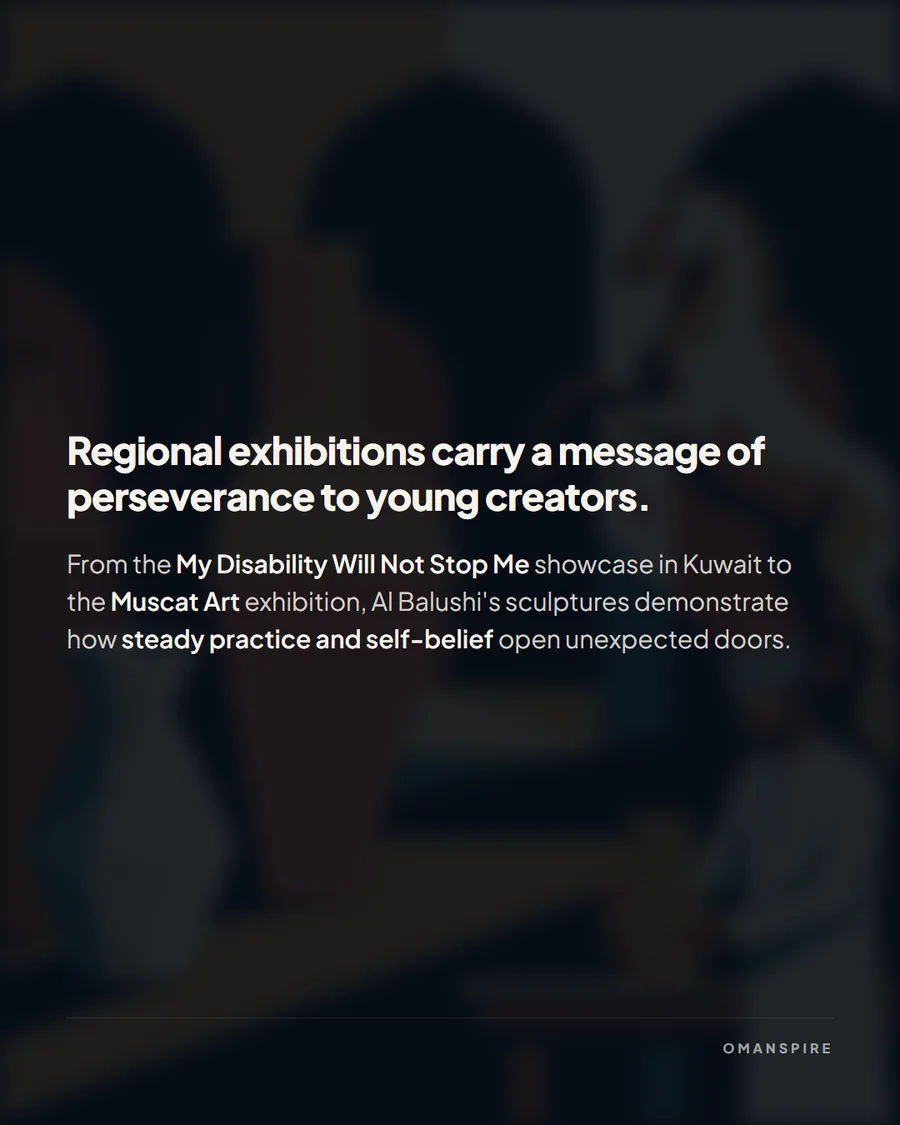 Regional exhibitions carry a message of
perseverance to young creators.
From the My Disability Will Not Stop Me showcase in Kuwait to
the Muscat Art exhibition, Al Balushi's sculptures demonstrate
how steady practice and self-belief open unexpected doors.
OMANSPIRE